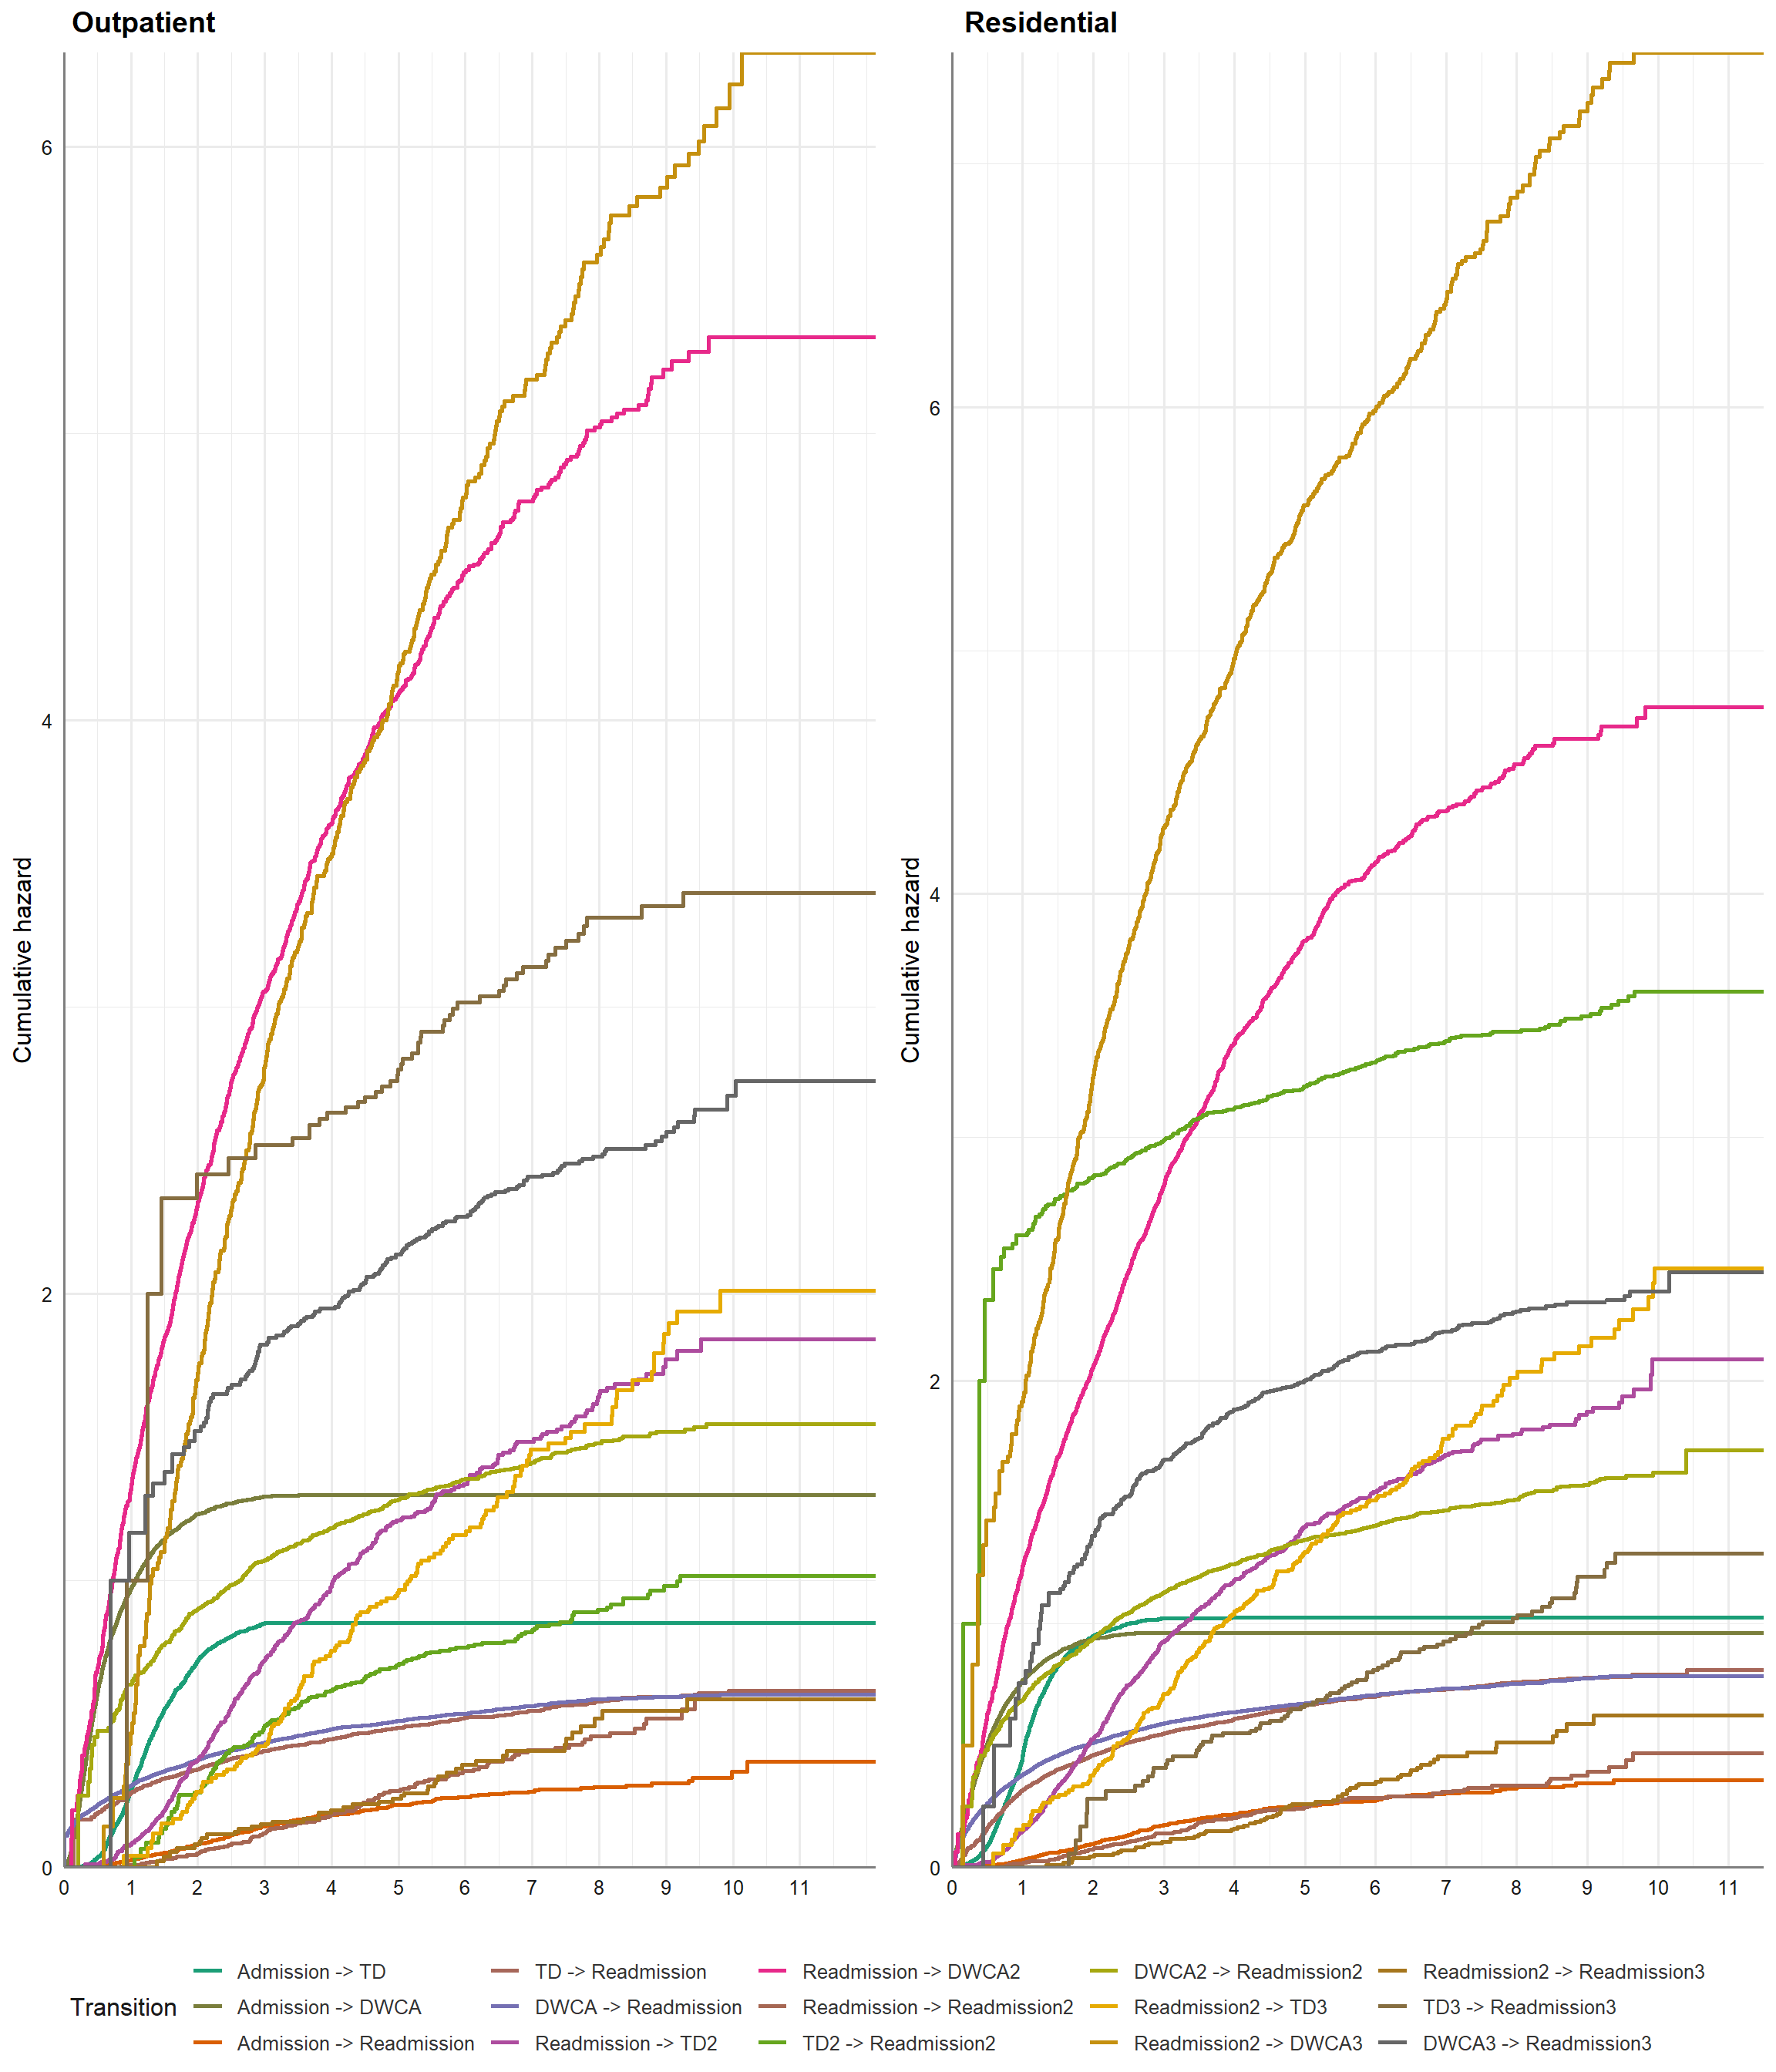 Outpatient
Residential
Cumulative hazard
6
4
2
0
0 1 2 3 4 5 6 7 8 9 10 11
Cumulative hazard
6
4
2
0
0 1 2 3 4 5 6 7 8 9 10 11
Transition
Admission -> TD
TD -> Readmission
Readmission -> DWCA2
DWCA2 -> Readmission2
Readmission2 -> Readmission3
Admission -> DWCA
DWCA -> Readmission
Readmission -> Readmission2
Readmission2 -> TD3
TD3 -> Readmission3
Admission -> Readmission
Readmission -> TD2
TD2 -> Readmission2
Readmission2 -> DWCA3
DWCA3 -> Readmission3